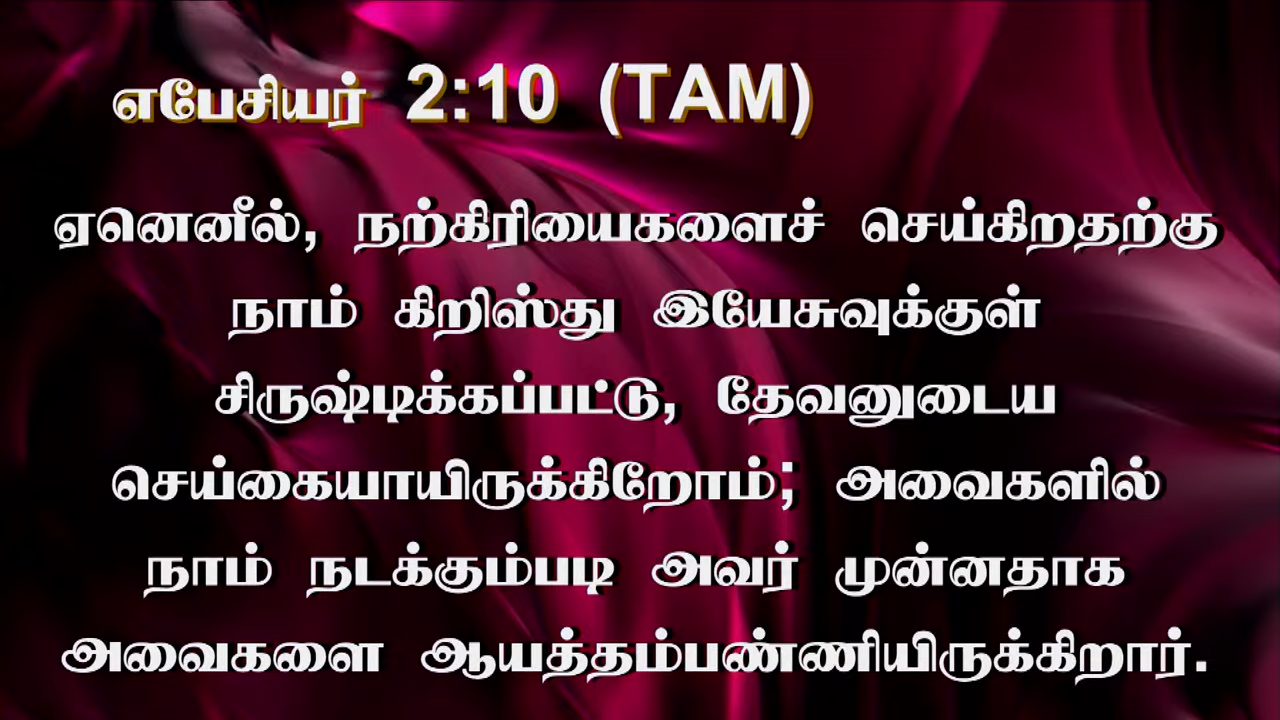 எபேசியர் 2:10 (TAM)
ஏனெனீல், நற்கிரியைகளைச் செய்கிறதற்கு
நாம் கிறிஸ்து இயேசுவுக்குள்
சிருஷ்டிக்கப்பட்டு, தேவனுடைய
செய்கையாயிருக்கிறோம்; அவைகளில்
நாம் நடக்கும்படி அவர் முன்னதாக
அவைகளை ஆயத்தம்பண்ணியிருக்கிறார்.